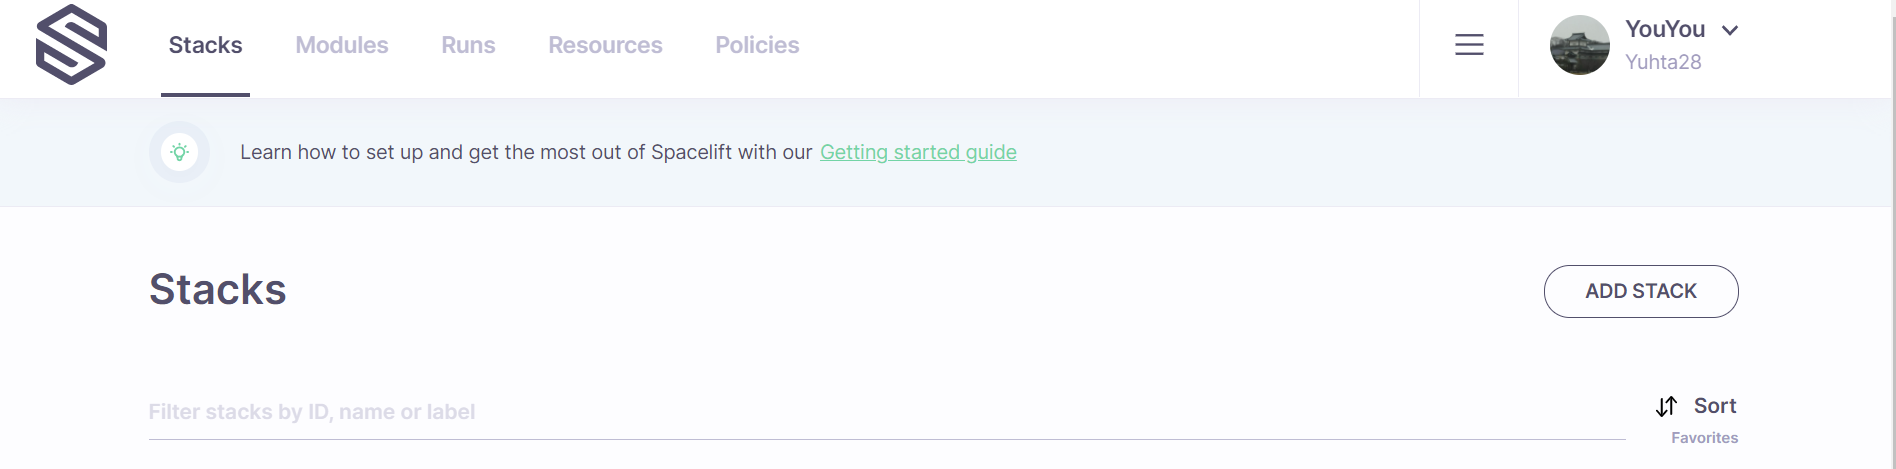 Stacks Modules Runs Resources Policies
YouYou
Yuhta28
Learn how to set up and get the most out of Spacelift with our Getting started guide
Stacks
ADD STACK
Filter stacks by ID, name or label
Sort
Favorites